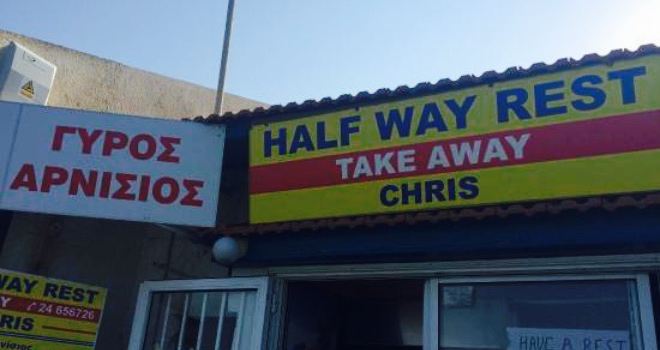 ΓΥΡΟΣ
ΑΡΝΙΣΙΟΣ
HALF WAY REST
TAKE AWAY
CHRIS
WAY REST
24 656726
HAVE A REST